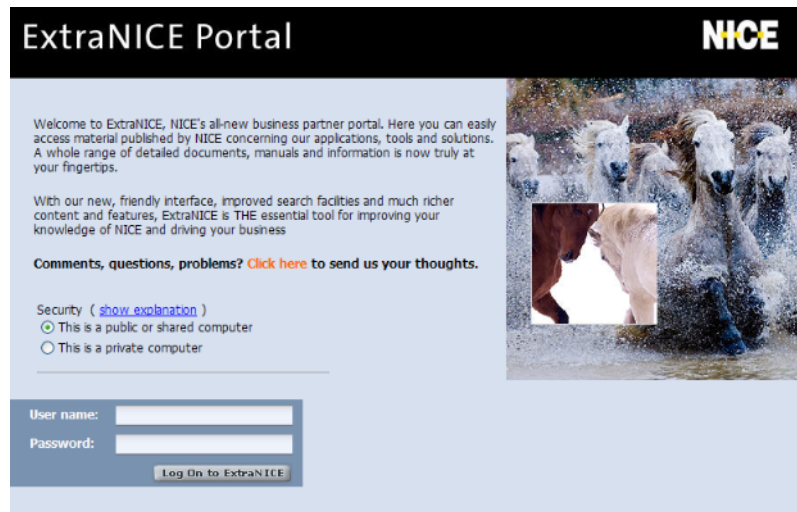 ExtraNICE Portal
NICE
Welcome to ExtraNICE, NICE's all-new business partner portal. Here you can easily
access material published by NICE concerning our applications, tools and solutions.
A whole range of detailed documents, manuals and information is now truly at
your fingertips.
With our new, friendly interface, improved search facilities and much richer
content and features, ExtraNICE is THE essential tool for improving your
knowledge of NICE and driving your business
Comments, questions, problems? Click here to send us your thoughts.
Security ( show explanation )
This is a public or shared computer
This is a private computer
User name:
Password:
Log On to ExtraNICE